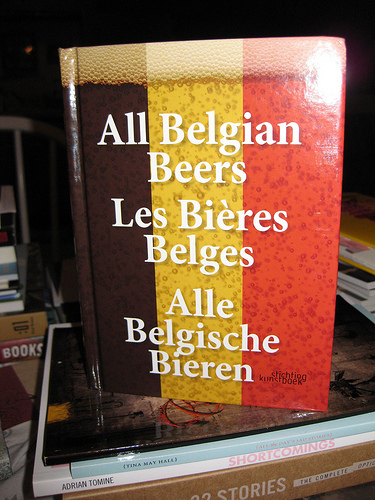 All Belgian
Beers
Les Bières
Belges
Alle
Belgische
Bieren
stichting
kunstboek
BOOKS
(TINA MAY HALL)
SHORTCOMINGS
ADRIAN TOMINE
STORIES
THE COMPLETE